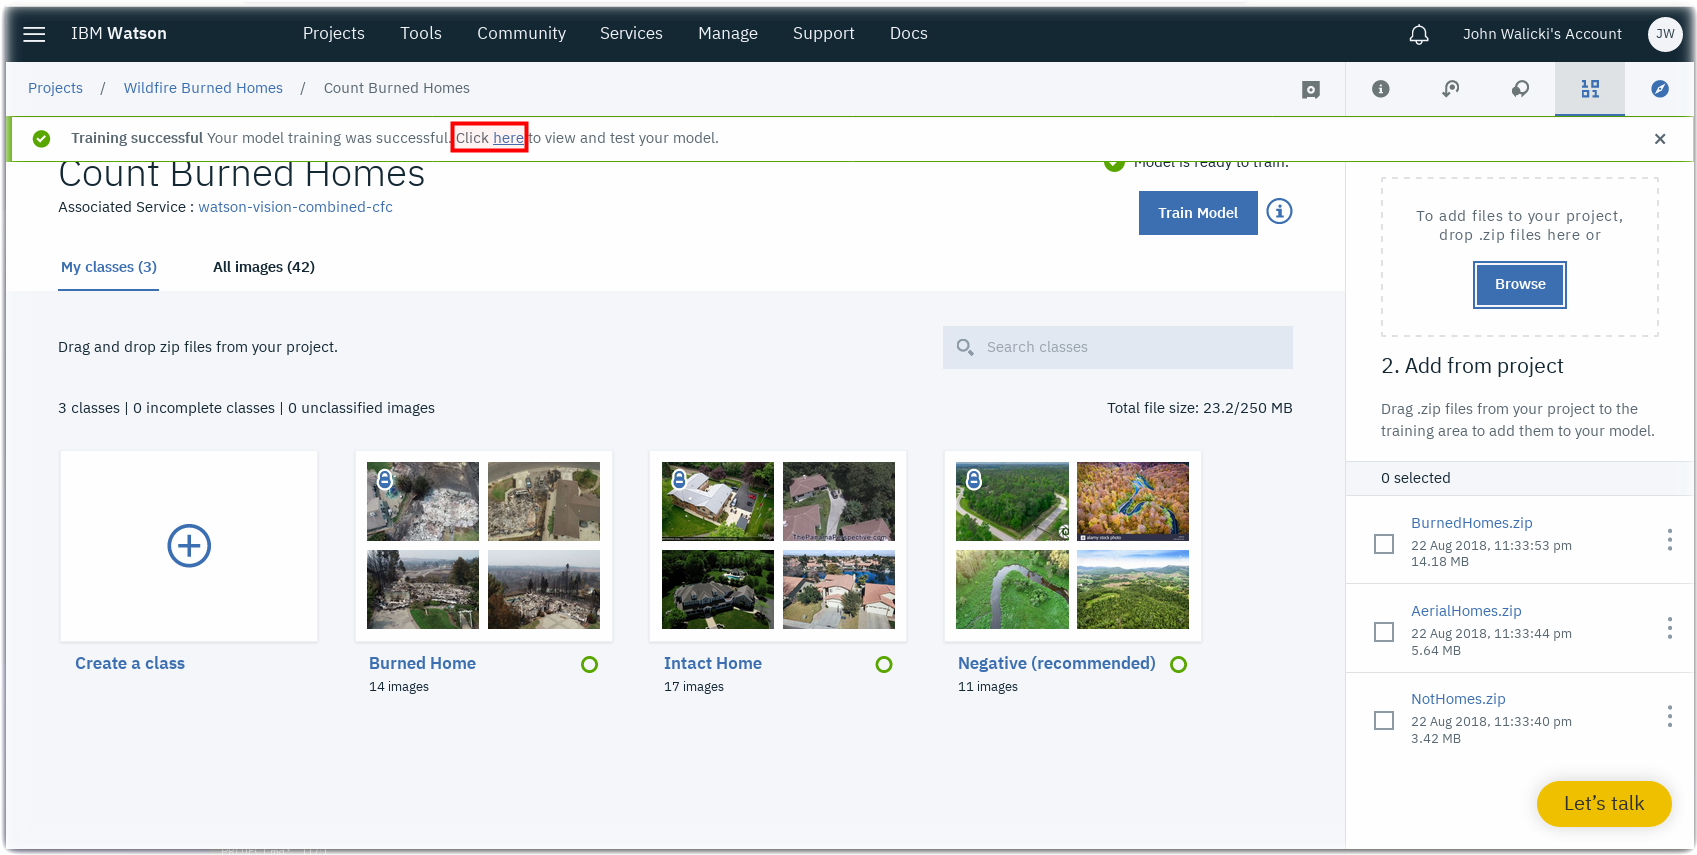 IBM Watson
Projects Tools Community Services Manage Support Docs
John Walicki's Account
JW
Projects / Wildfire Burned Homes / Count Burned Homes
Training successful Your model training was successful. Click here to view and test your model.
Count Burned Homes
Model is ready to train.
Associated Service : watson-vision-combined-cfc
Train Model
My classes (3) All images (42)
Drag and drop zip files from your project.
Search classes
3 classes | 0 incomplete classes | 0 unclassified images
Total file size: 23.2/250 MB
ThePanamaPerspective.com
alamy stock photo
Create a class
Burned Home
14 images
Intact Home
17 images
Negative (recommended)
11 images
To add files to your project,
drop .zip files here or
Browse
2. Add from project
Drag .zip files from your project to the
training area to add them to your model.
0 selected
BurnedHomes.zip
22 Aug 2018, 11:33:53 pm
14.18 MB
AerialHomes.zip
22 Aug 2018, 11:33:44 pm
5.64 MB
NotHomes.zip
22 Aug 2018, 11:33:40 pm
3.42 MB
Let's talk